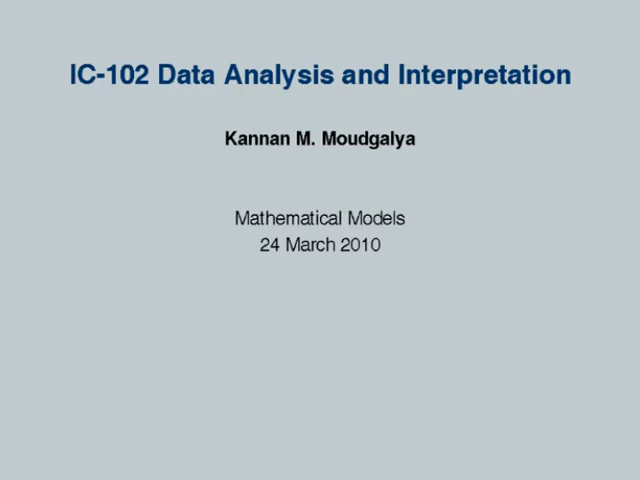 IC-102 Data Analysis and Interpretation
Kannan M. Moudgalya
Mathematical Models
24 March 2010